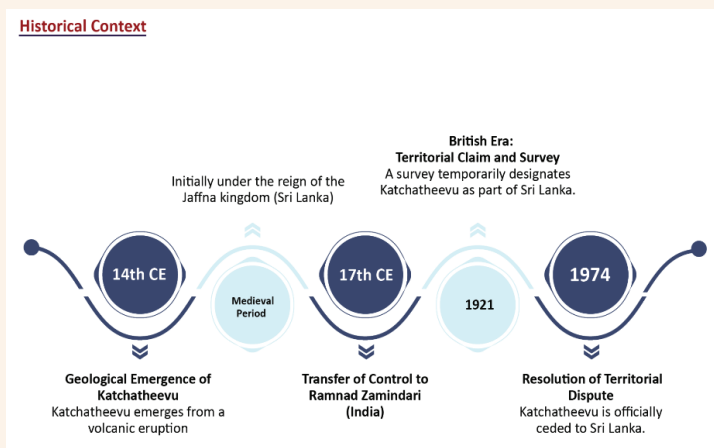 Historical Context
14th CE
Geological Emergence of
Katchatheevu
Katchatheevu emerges from a
volcanic eruption
Initially under the reign of the
Jaffna kingdom (Sri Lanka)
Medieval
Period
17th CE
Transfer of Control to
Ramnad Zamindari
(India)
British Era:
Territorial Claim and Survey
A survey temporarily designates
Katchatheevu as part of Sri Lanka.
1921
1974
Resolution of Territorial
Dispute
Katchatheevu is officially
ceded to Sri Lanka.